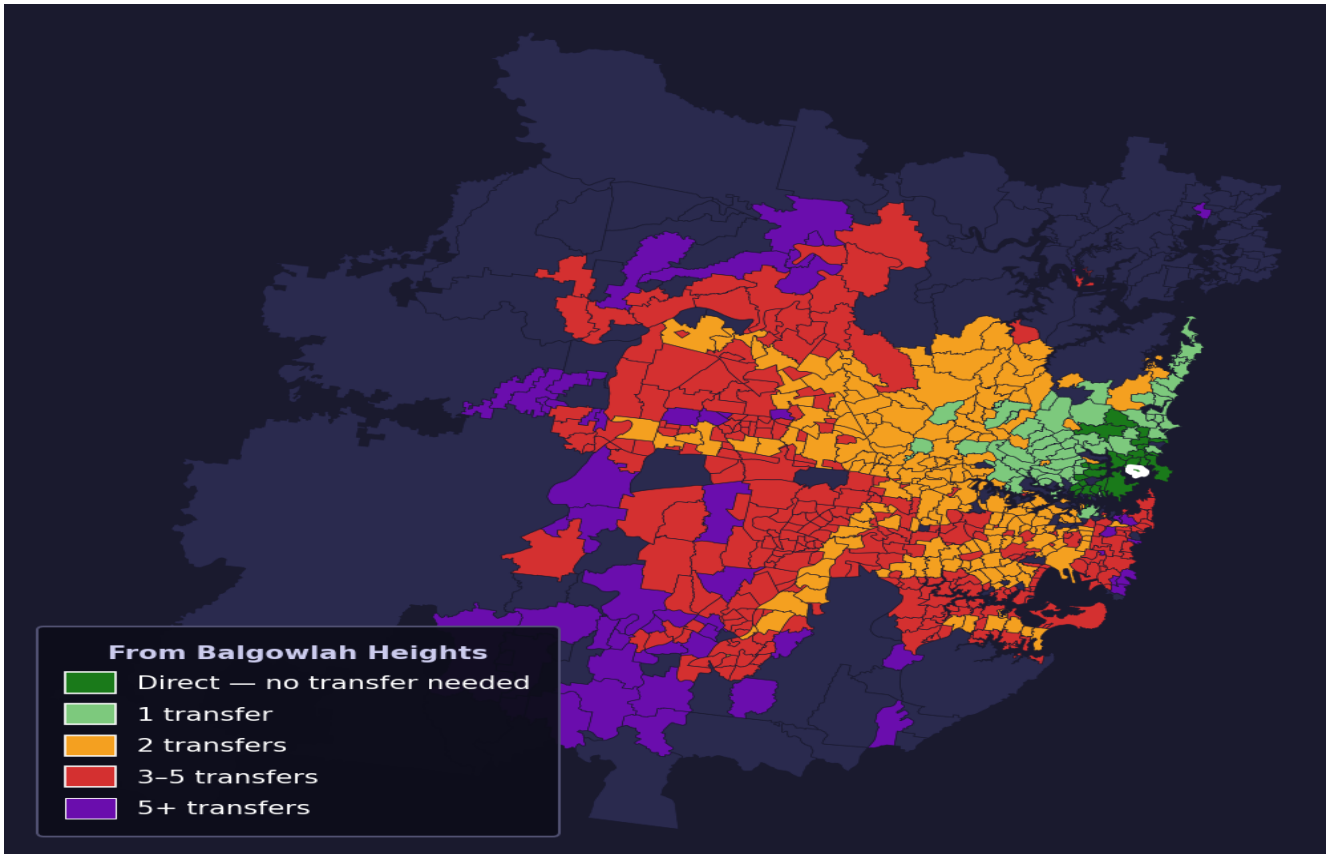 From Balgowlah Heights
Direct — no transfer needed
1 transfer
2 transfers
3–5 transfers
5+ transfers